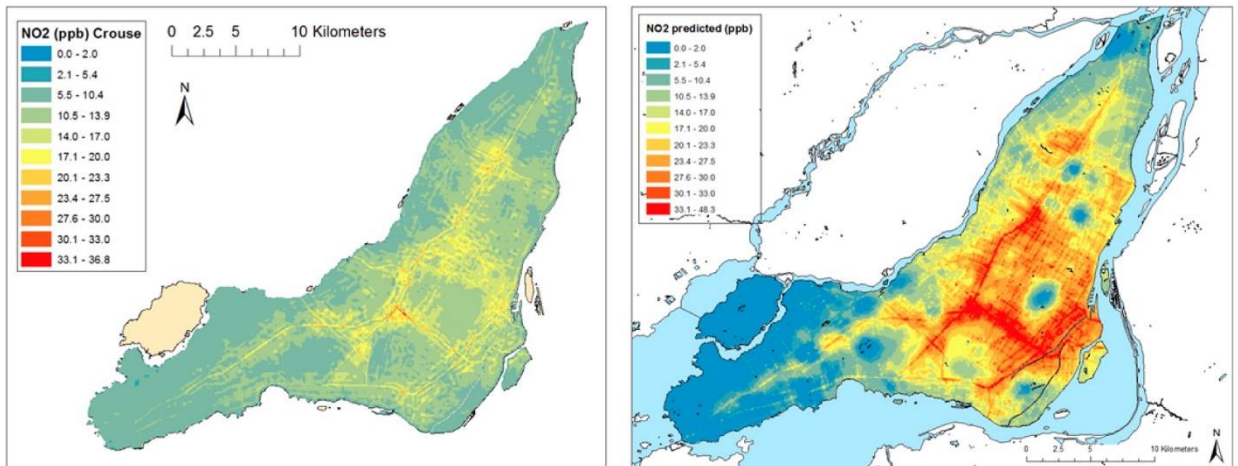 NO2 (ppb) Crouse
0.0 - 2.0
2.1 - 5.4
5.5 - 10.4
10.5 - 13.9
14.0 - 17.0
17.1 - 20.0
20.1 - 23.3
23.4 - 27.5
27.6 - 30.0
30.1 - 33.0
33.1 - 36.8
0 2.5 5 10 Kilometers
N
NO2 predicted (ppb)
0.0 - 2.0
2.1 - 5.4
5.5 - 10.4
10.5 - 13.9
14.0 - 17.0
17.1 - 20.0
20.1 - 23.3
23.4 - 27.5
27.6 - 30.0
30.1 - 33.0
33.1 - 48.3
0 2.5 5 10 Kilometers
N